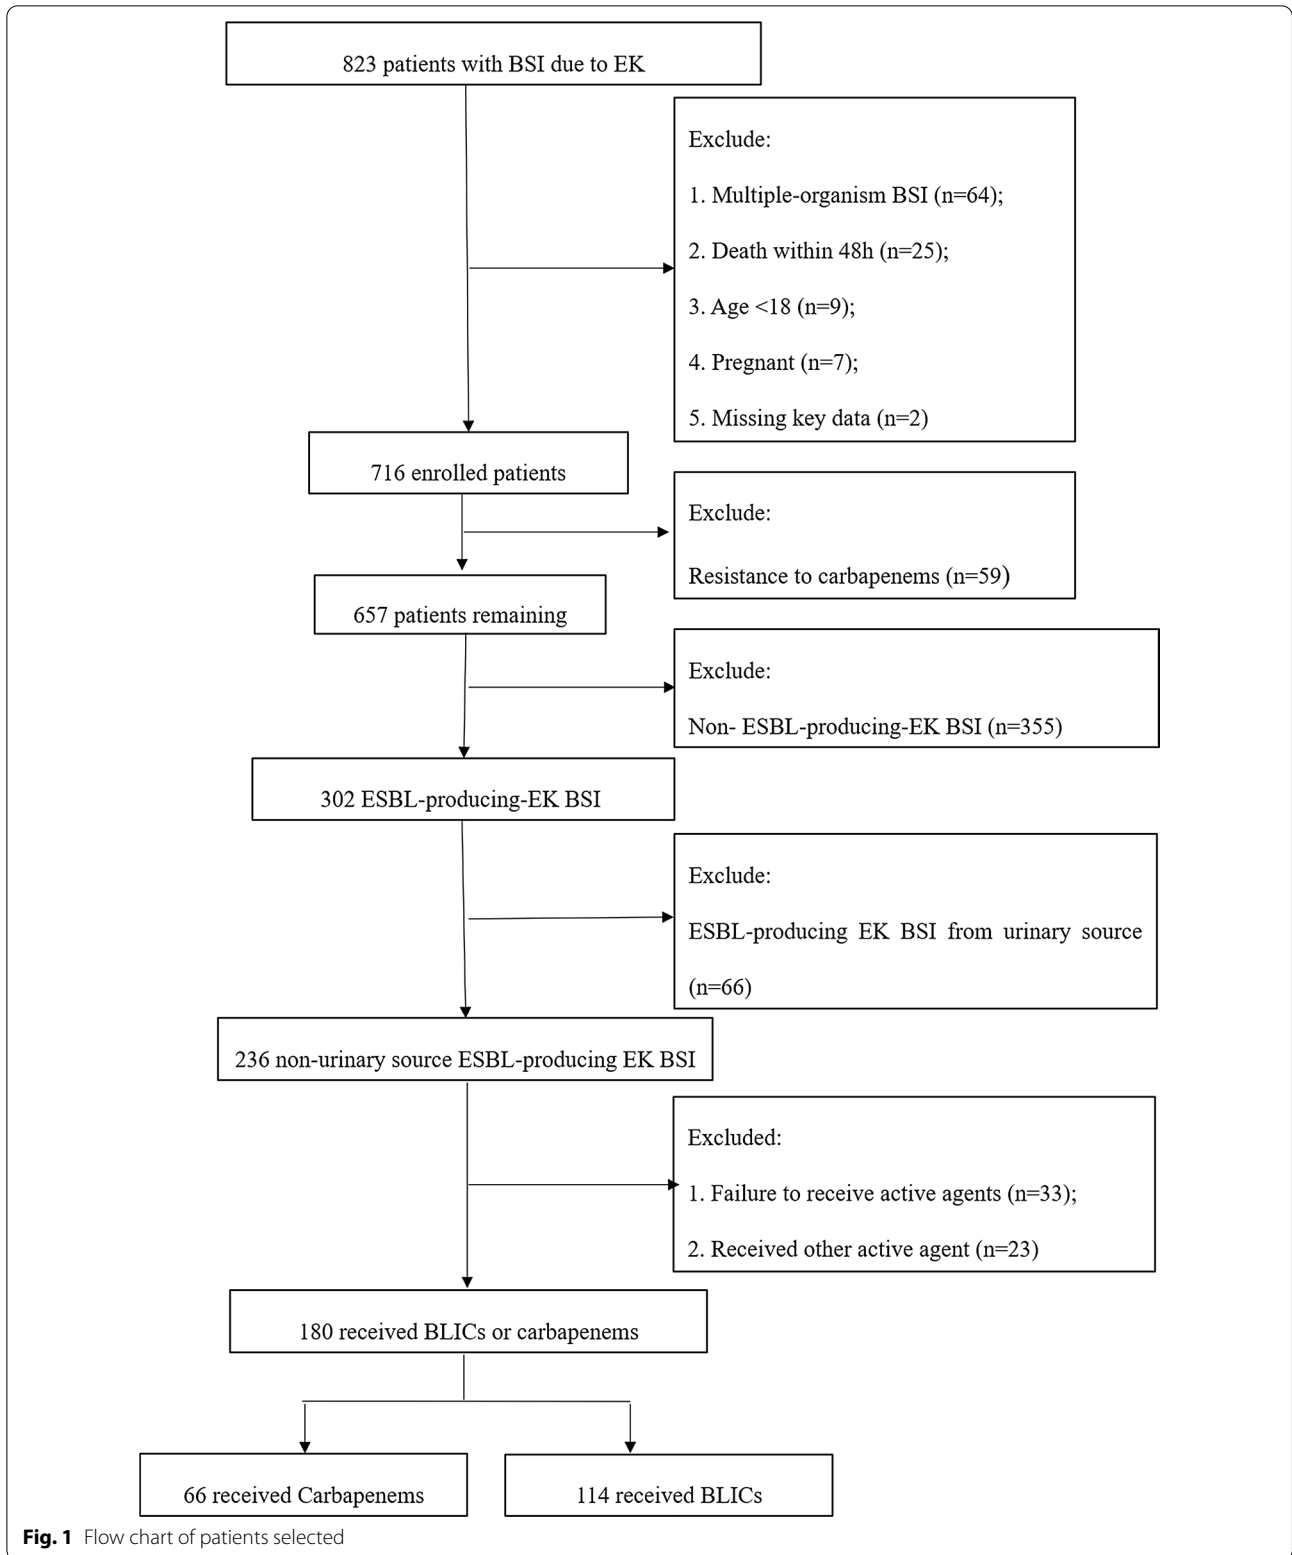 823 patients with BSI due to EK
Exclude:
1. Multiple-organism BSI (n=64);
2. Death within 48h (n=25);
3. Age <18 (n=9);
4. Pregnant (n=7);
5. Missing key data (n=2)
716 enrolled patients
Exclude:
Resistance to carbapenems (n=59)
657 patients remaining
Exclude:
Non- ESBL-producing-EK BSI (n=355)
302 ESBL-producing-EK BSI
Exclude:
ESBL-producing EK BSI from urinary source
(n=66)
236 non-urinary source ESBL-producing EK BSI
Excluded:
1. Failure to receive active agents (n=33);
2. Received other active agent (n=23)
180 received BLICs or carbapenems
66 received Carbapenems
114 received BLICs
Fig. 1 Flow chart of patients selected